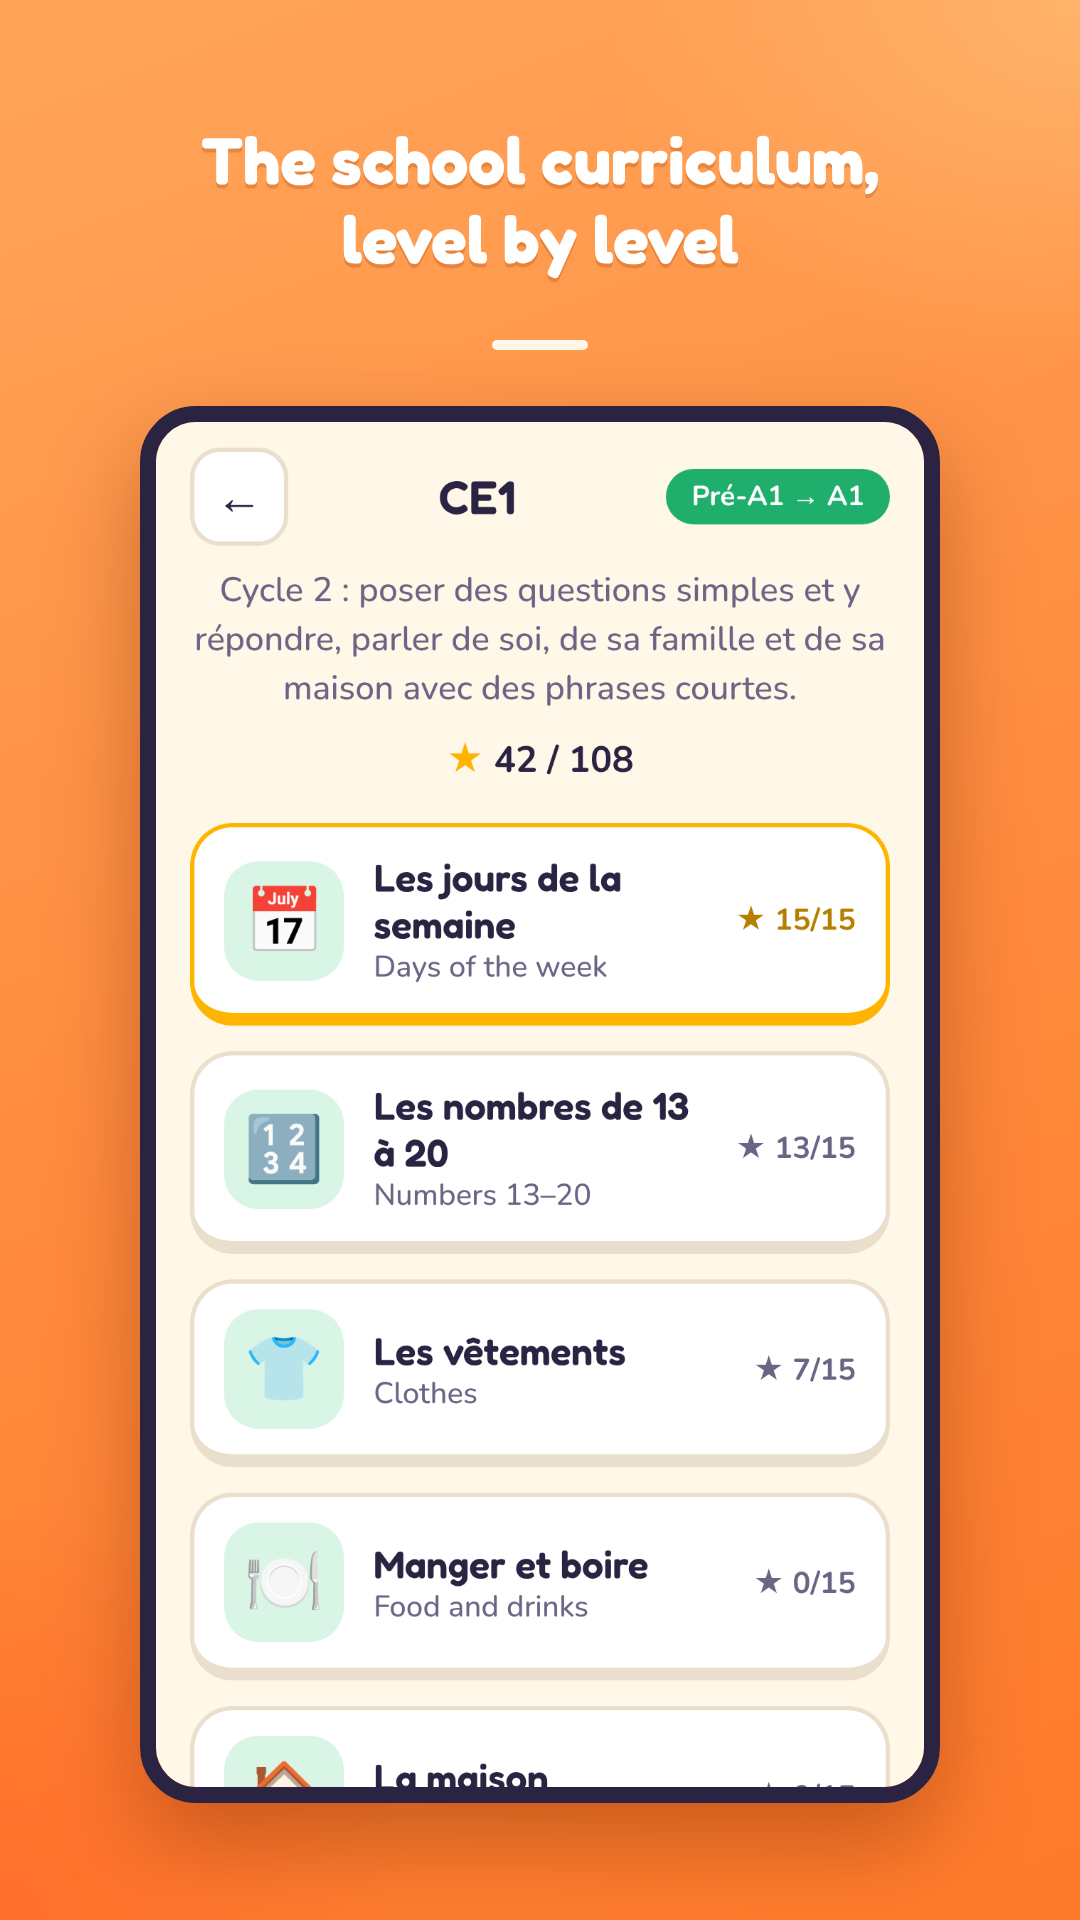 The school curriculum,
level by level
←
CE1
Pré-A1 → A1
Cycle 2 : poser des questions simples et y
répondre, parler de soi, de sa famille et de sa
maison avec des phrases courtes.
★ 42 / 108
July
17
Les jours de la
semaine
Days of the week
★ 15/15
1 2
3 4
Les nombres de 13
à 20
Numbers 13–20
★ 13/15
Les vêtements
Clothes
★ 7/15
Manger et boire
Food and drinks
★ 0/15
La maison